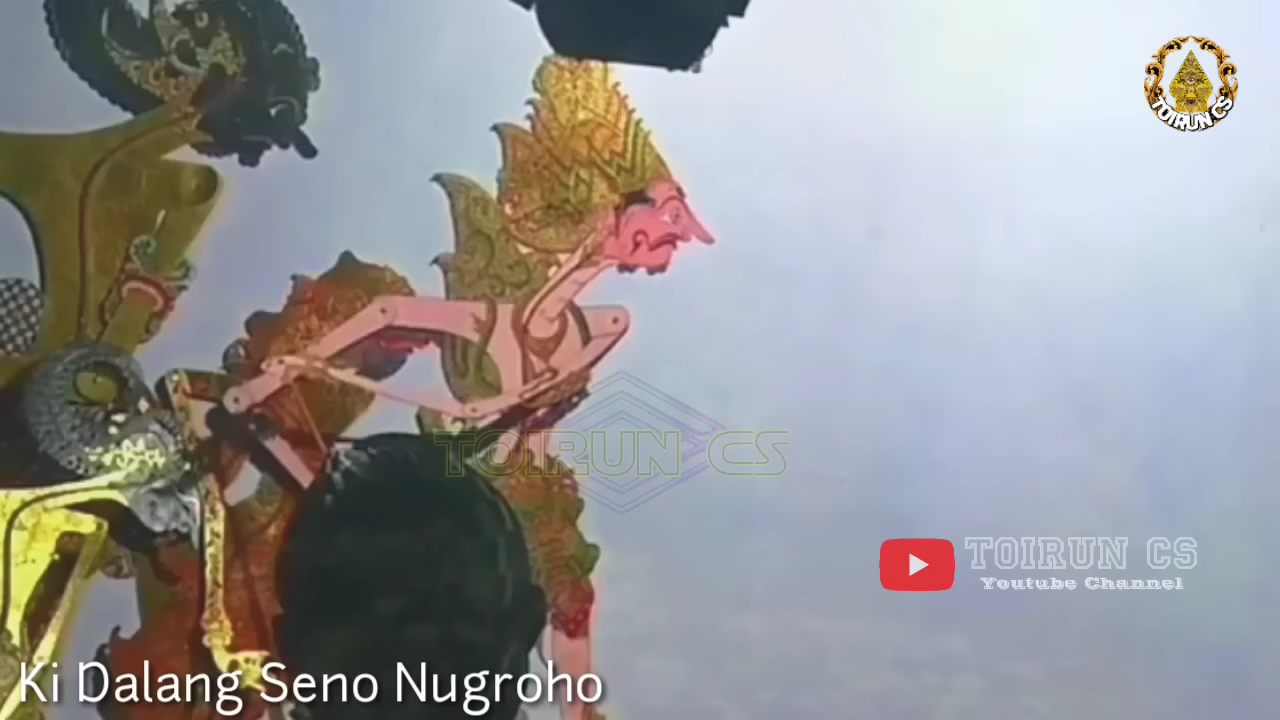 TOIRUN CS
TOIRUN CS
TOIRUN CS
Youtube Channel
Ki Dalang Seno Nugroho